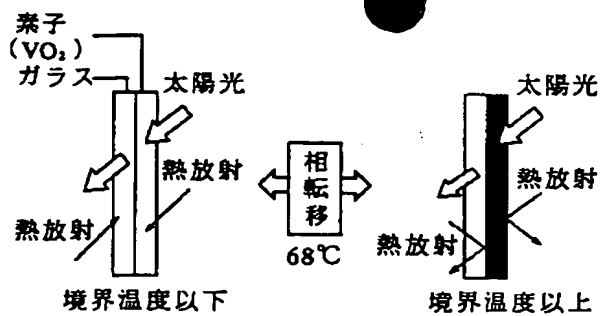 素子
(VO₂)
ガラス
太陽光
熱放射
熱放射
境界温度以下
相転移
68℃
太陽光
熱放射
熱放射
境界温度以上